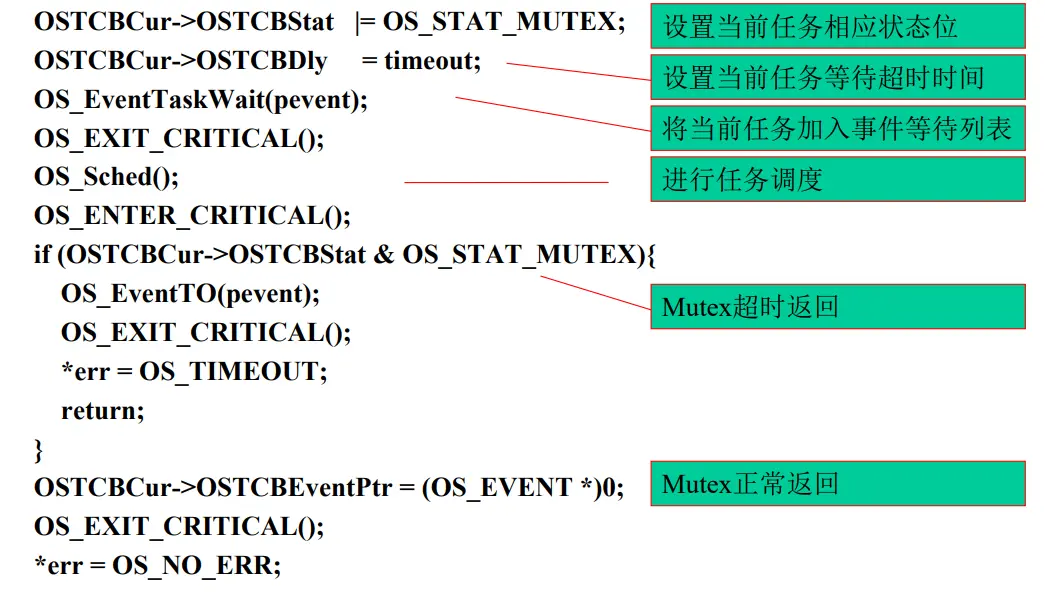 OSTCBCur->OSTCBStat |= OS_STAT_MUTEX;
设置当前任务相应状态位
OSTCBCur->OSTCBDly = timeout;
设置当前任务等待超时时间
OS_EventTaskWait(pevent);
将当前任务加入事件等待列表
OS_EXIT_CRITICAL();
OS_Sched();
进行任务调度
OS_ENTER_CRITICAL();
if (OSTCBCur->OSTCBStat & OS_STAT_MUTEX){
OS_EventTO(pevent);
Mutex超时返回
OS_EXIT_CRITICAL();
*err = OS_TIMEOUT;
return;
}
OSTCBCur->OSTCBEventPtr = (OS_EVENT *)0;
Mutex正常返回
OS_EXIT_CRITICAL();
*err = OS_NO_ERR;